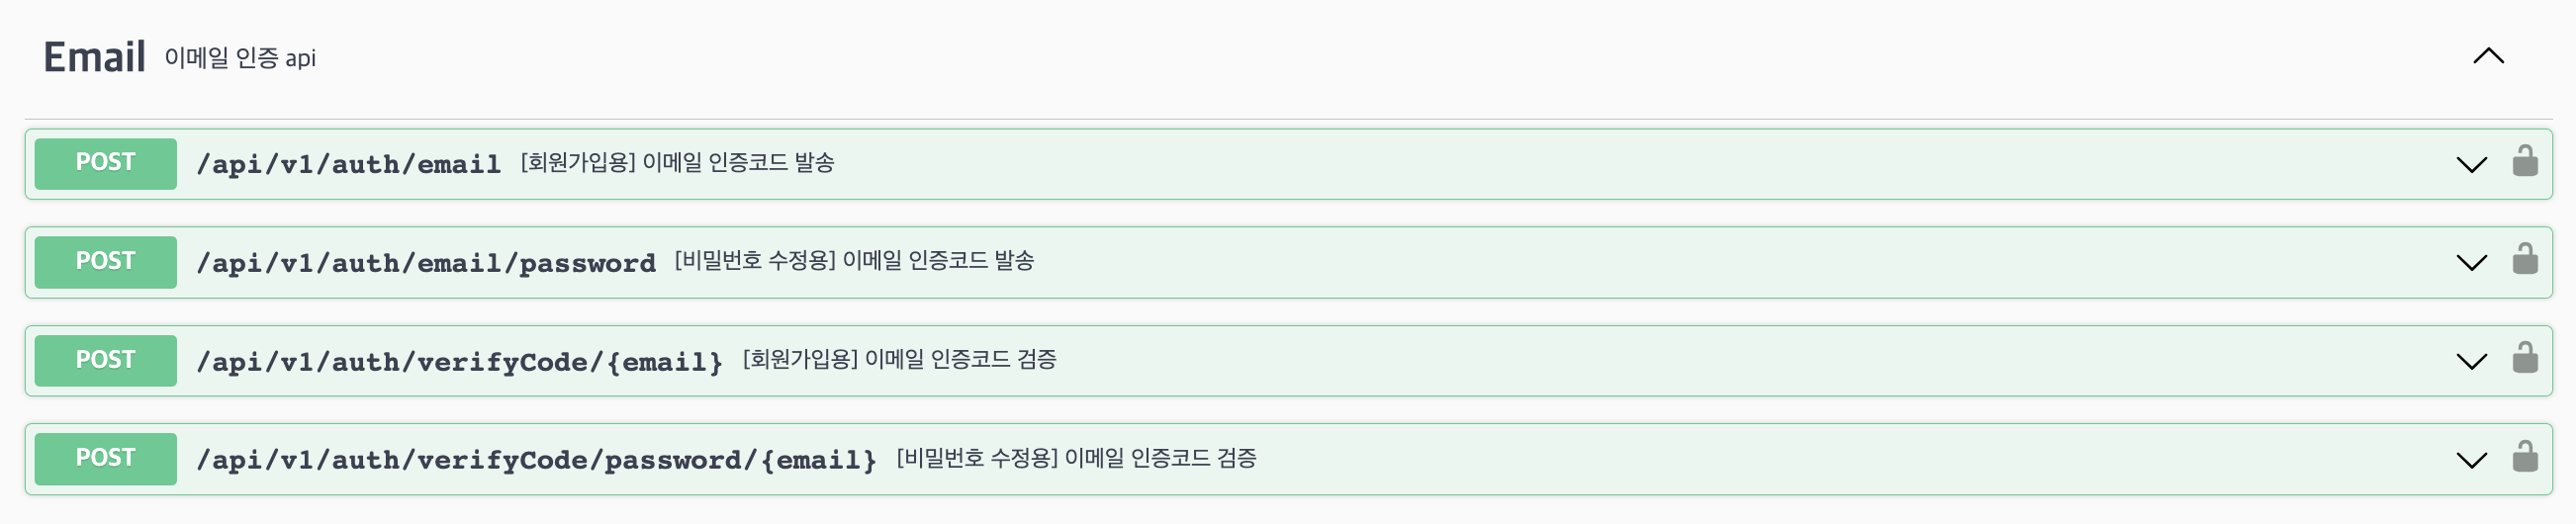 Email 이메일 인증 api
POST /api/v1/auth/email [회원가입용] 이메일 인증코드 발송
POST /api/v1/auth/email/password [비밀번호 수정용] 이메일 인증코드 발송
POST /api/v1/auth/verifyCode/{email} [회원가입용] 이메일 인증코드 검증
POST /api/v1/auth/verifyCode/password/{email} [비밀번호 수정용] 이메일 인증코드 검증